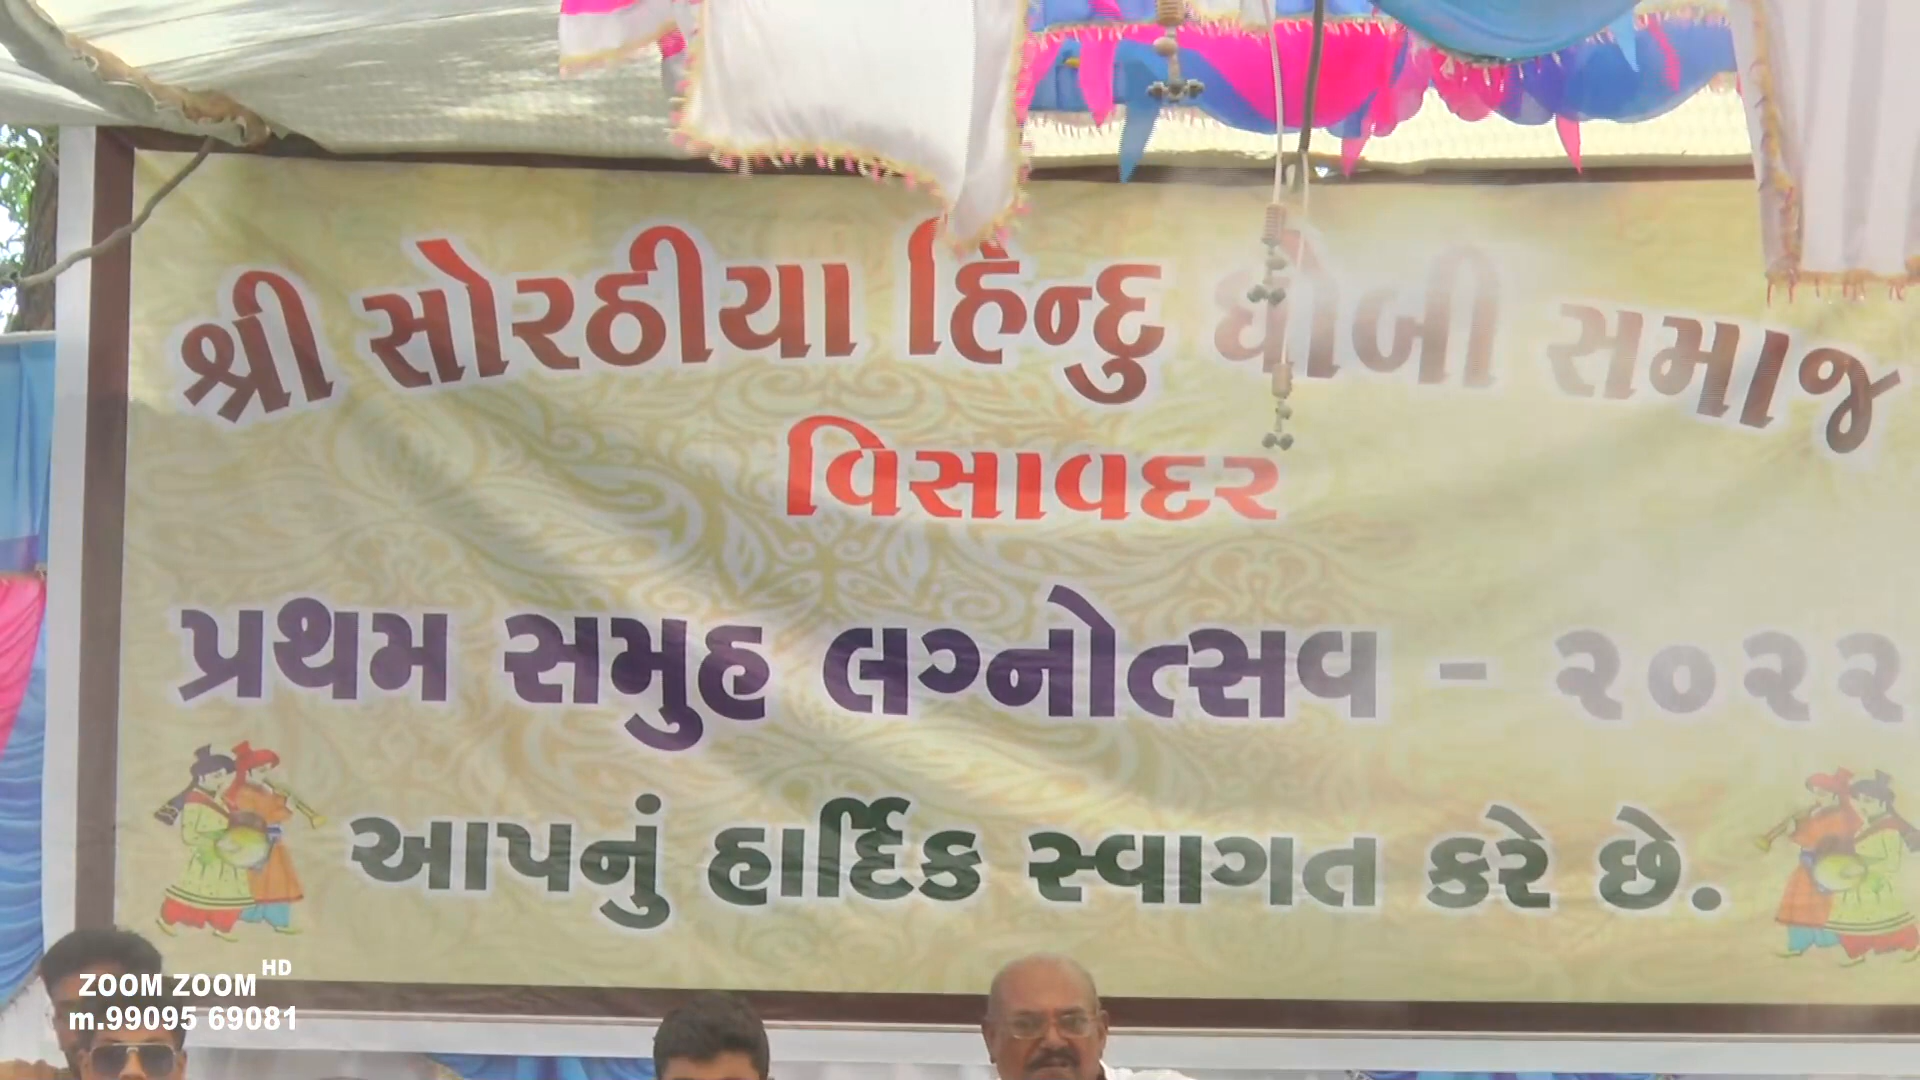 શ્રી સોરઠીયા હિન્દુ ધોબી સમાજ
વિસાવદર
પ્રથમ સમુહ લગ્નોત્સવ - ૨૦૨૨
આપનું હાર્દિક સ્વાગત કરે છે.
ZOOM ZOOM HD
m.99095 69081